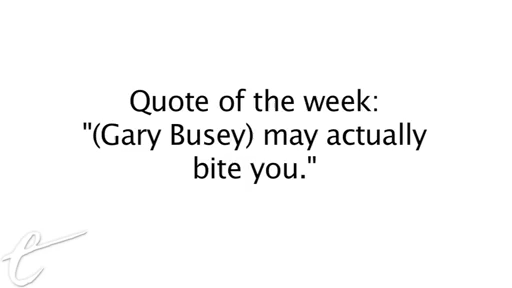 Quote of the week:
"(Gary Busey) may actually
bite you."